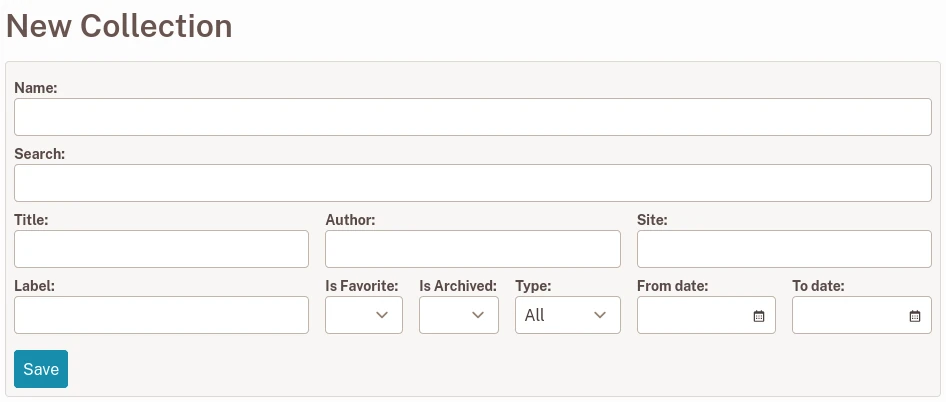 New Collection
Name:
Search:
Title: Author: Site:
Label: Is Favorite: Is Archived: Type: From date: To date:
All
Save